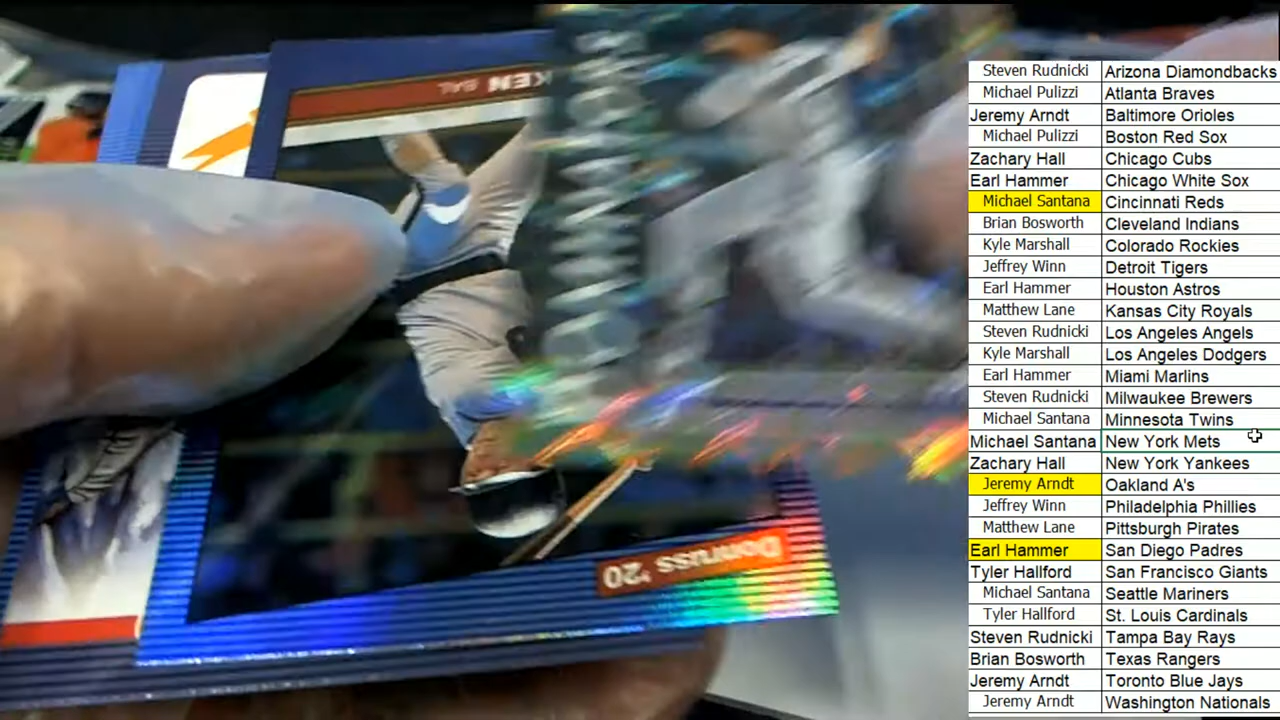 KEN BAL
Donruss '20
Steven Rudnicki Arizona Diamondbacks
Michael Pulizzi Atlanta Braves
Jeremy Arndt Baltimore Orioles
Michael Pulizzi Boston Red Sox
Zachary Hall Chicago Cubs
Earl Hammer Chicago White Sox
Michael Santana Cincinnati Reds
Brian Bosworth Cleveland Indians
Kyle Marshall Colorado Rockies
Jeffrey Winn Detroit Tigers
Earl Hammer Houston Astros
Matthew Lane Kansas City Royals
Steven Rudnicki Los Angeles Angels
Kyle Marshall Los Angeles Dodgers
Earl Hammer Miami Marlins
Steven Rudnicki Milwaukee Brewers
Michael Santana Minnesota Twins
Michael Santana New York Mets
Zachary Hall New York Yankees
Jeremy Arndt Oakland A's
Jeffrey Winn Philadelphia Phillies
Matthew Lane Pittsburgh Pirates
Earl Hammer San Diego Padres
Tyler Hallford San Francisco Giants
Michael Santana Seattle Mariners
Tyler Hallford St. Louis Cardinals
Steven Rudnicki Tampa Bay Rays
Brian Bosworth Texas Rangers
Jeremy Arndt Toronto Blue Jays
Jeremy Arndt Washington Nationals